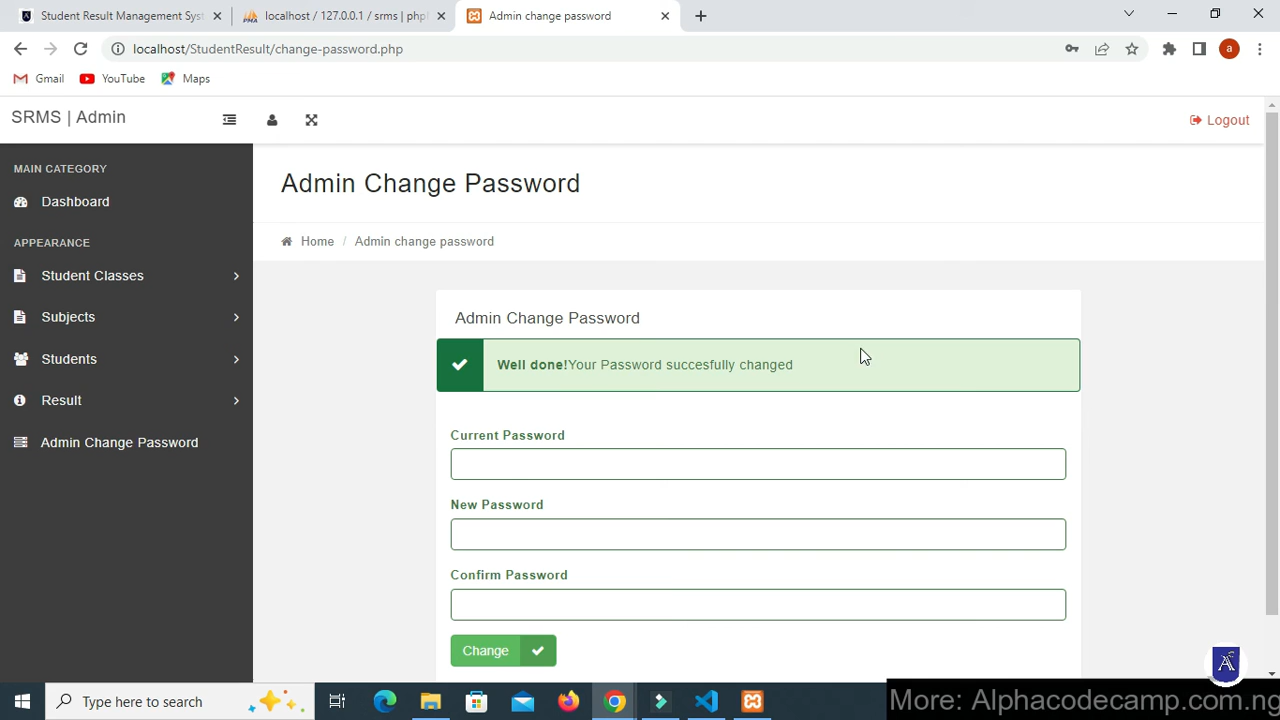 Student Result Management Syst
localhost / 127.0.0.1 / srms | php
Admin change password
localhost/StudentResult/change-password.php
a
Gmail
YouTube
Maps
SRMS | Admin
Logout
MAIN CATEGORY
Dashboard
APPEARANCE
Student Classes
Subjects
Students
Result
Admin Change Password
Admin Change Password
Home / Admin change password
Admin Change Password
Well done!Your Password succesfully changed
Current Password
New Password
Confirm Password
Change
Type here to search
More: Alphacodecamp.com.ng